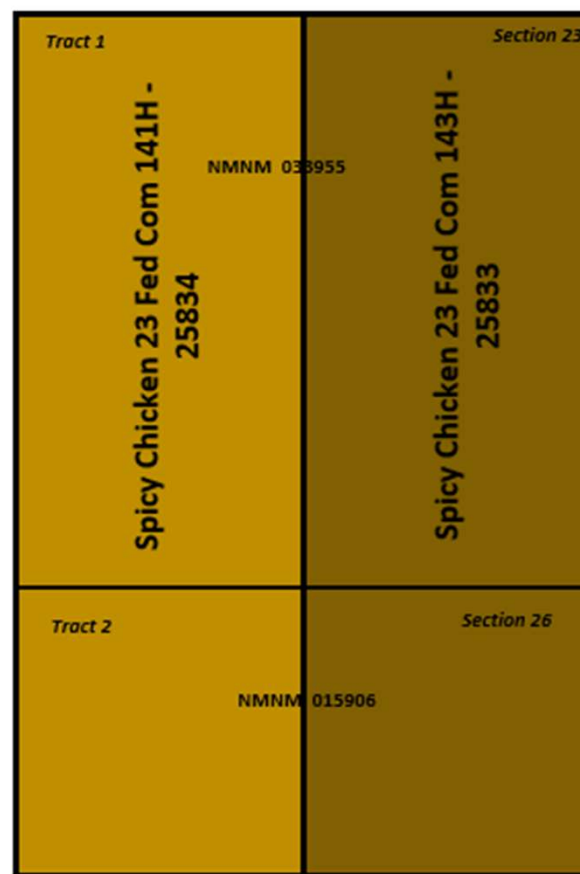 Tract 1
Section 23
NMNM 033955
Spicy Chicken 23 Fed Com 141H -
25834
Spicy Chicken 23 Fed Com 143H -
25833
Tract 2
Section 26
NMNM 015906